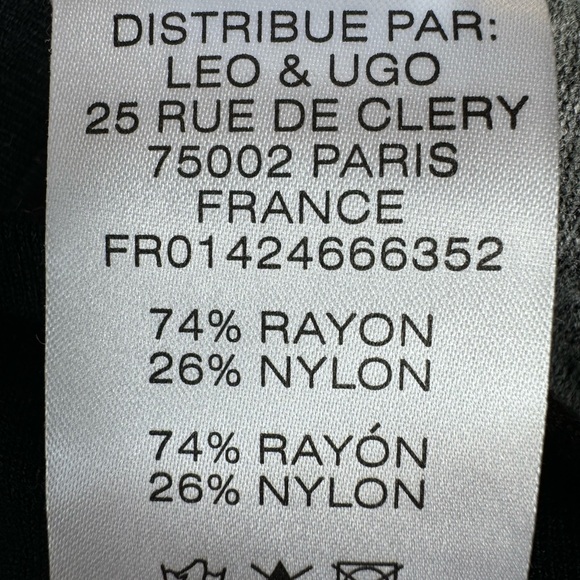 DISTRIBUE PAR:
LEO & UGO
25 RUE DE CLERY
75002 PARIS
FRANCE
FR01424666352
74% RAYON
26% NYLON
74% RAYÓN
26% NYLON